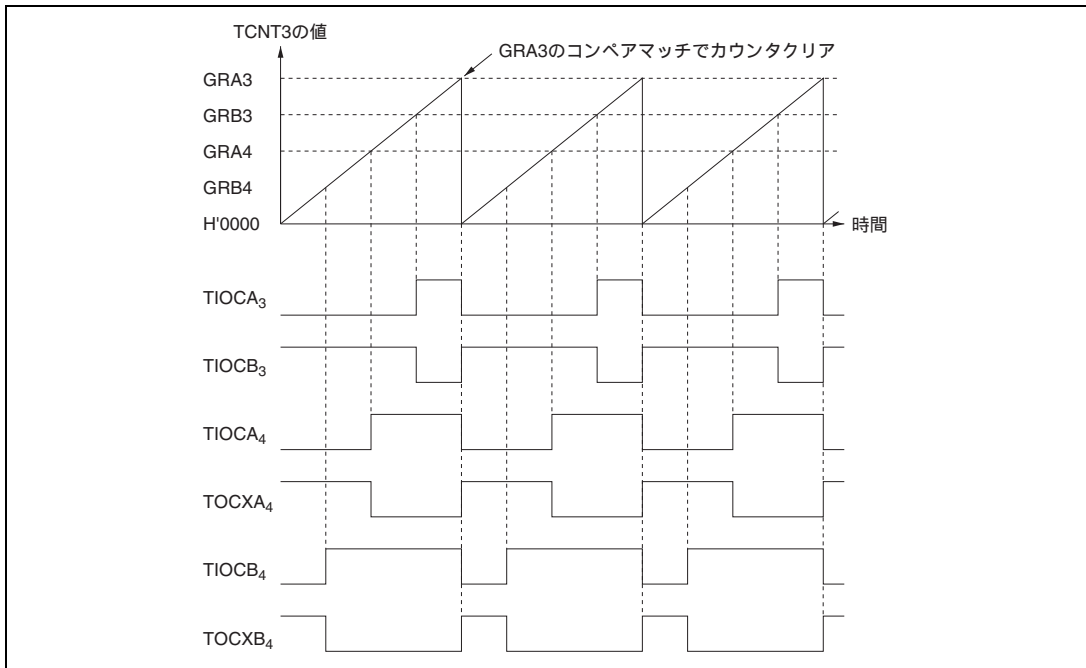 TCNT3の値
GRA3のコンペアマッチでカウンタクリア
GRA3
GRB3
GRA4
GRB4
H'0000
時間
TIOCA3
TIOCB3
TIOCA4
TOCXA4
TIOCB4
TOCXB4